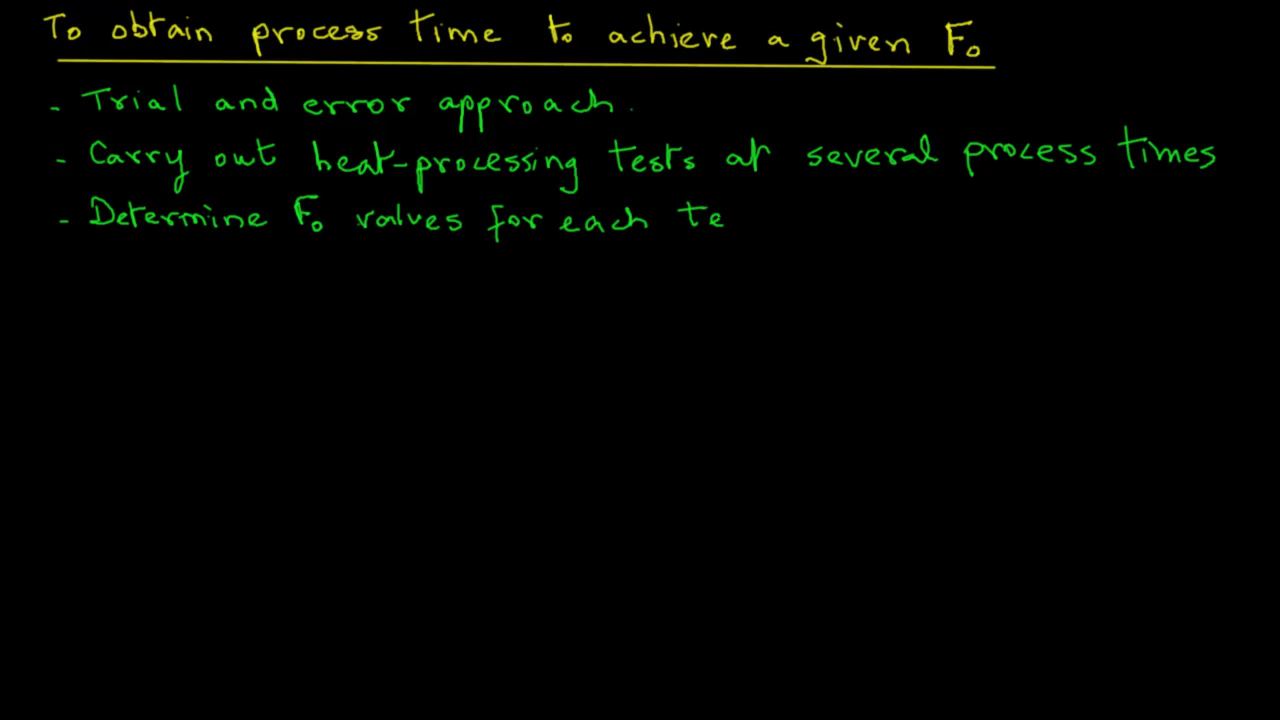 To obtain process time to achieve a given F₀
- Trial and error approach.
- Carry out heat-processing tests at several process times
- Determine F₀ values for each te